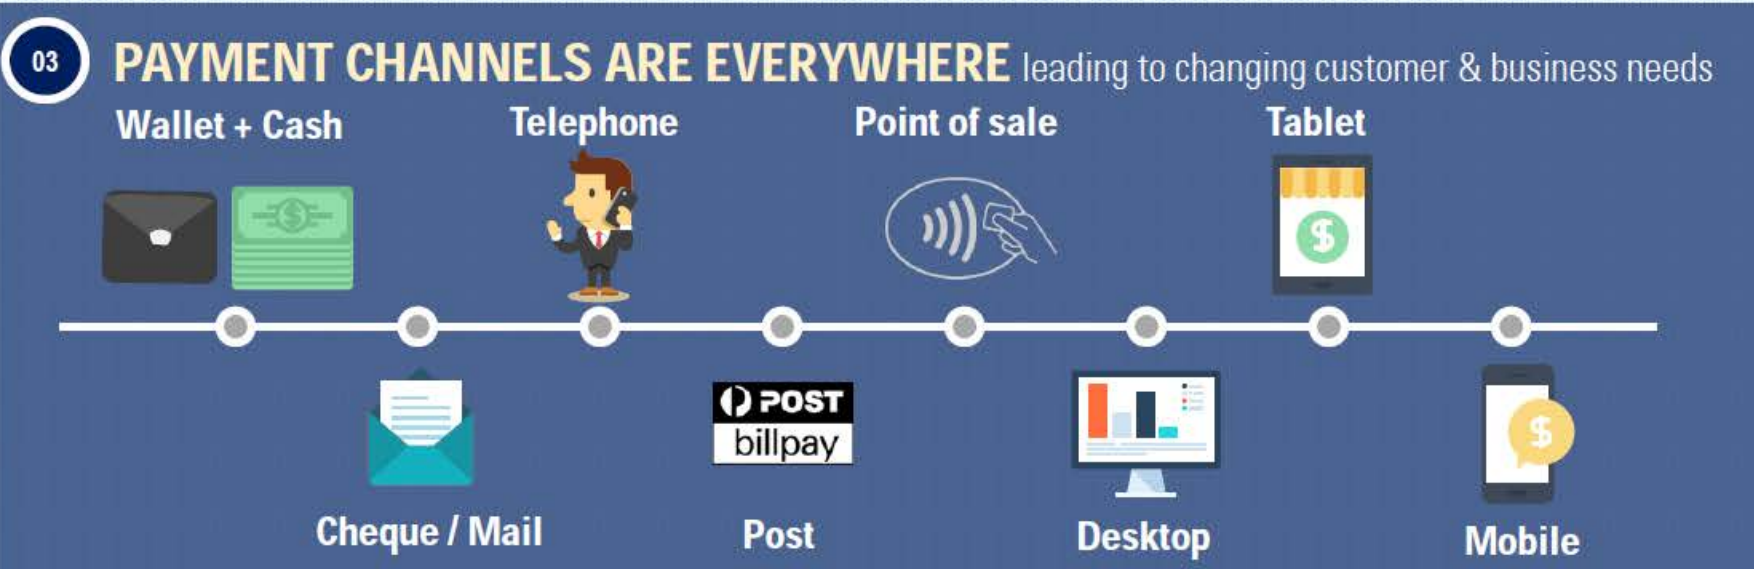 03
PAYMENT CHANNELS ARE EVERYWHERE leading to changing customer & business needs
Wallet + Cash
Telephone
Point of sale
Tablet
$
$
POST
billpay
$
Cheque / Mail
Post
Desktop
Mobile